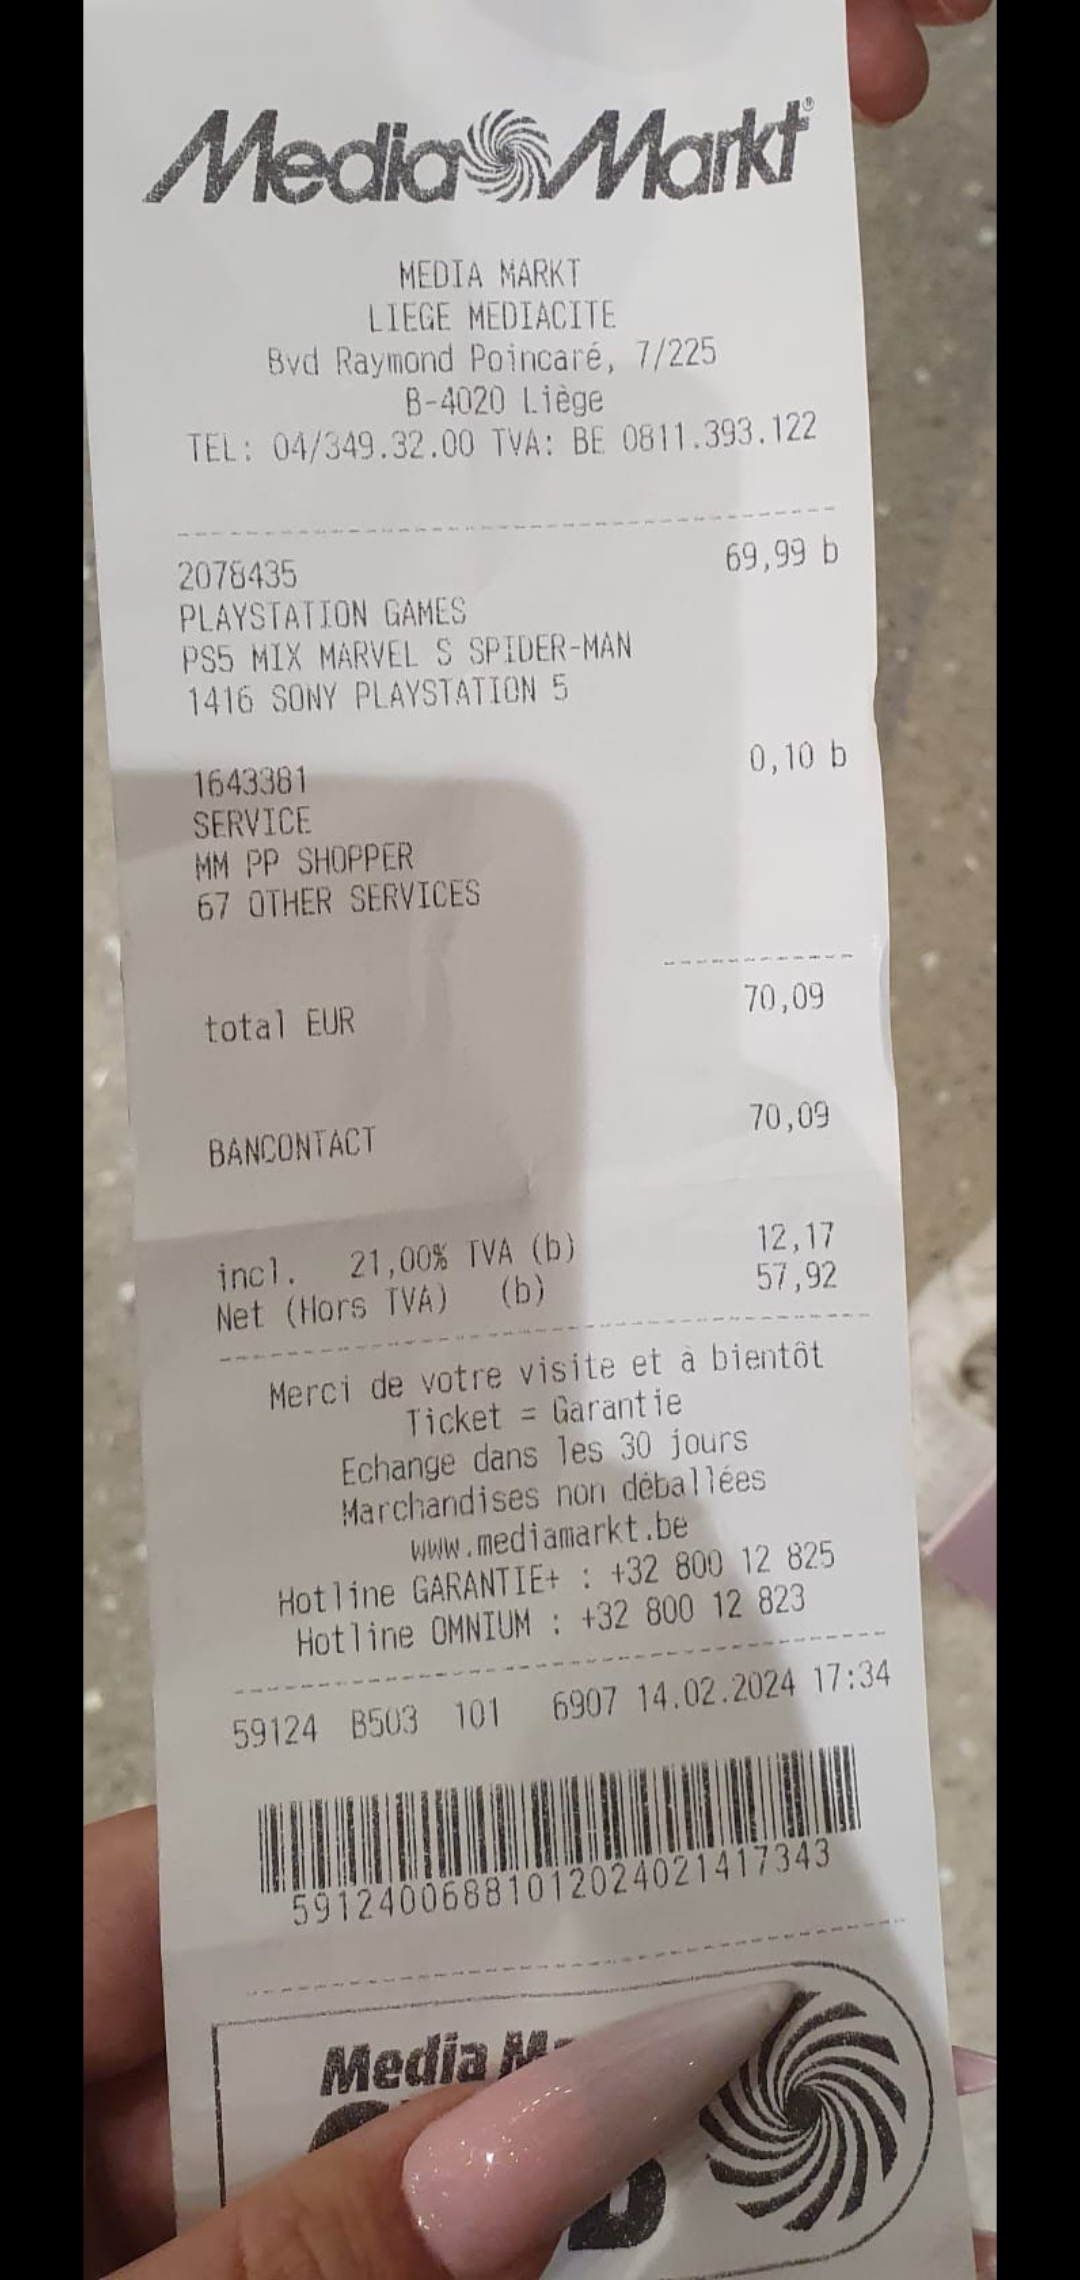 Media Markt®
MEDIA MARKT
LIEGE MEDIACITE
Bvd Raymond Poincaré, 7/225
B-4020 Liège
TEL: 04/349.32.00 TVA: BE 0811.393.122
2078435 69,99 b
PLAYSTATION GAMES
PS5 MIX MARVEL S SPIDER-MAN
1416 SONY PLAYSTATION 5
1643381 0,10 b
SERVICE
MM PP SHOPPER
67 OTHER SERVICES
total EUR 70,09
BANCONTACT 70,09
incl. 21,00% TVA (b) 12,17
Net (Hors TVA) (b) 57,92
Merci de votre visite et à bientôt
Ticket = Garantie
Echange dans les 30 jours
Marchandises non déballées
www.mediamarkt.be
Hotline GARANTIE+ : +32 800 12 825
Hotline OMNIUM : +32 800 12 823
59124 B503 101 6907 14.02.2024 17:34
59124006881012024021417343
Media